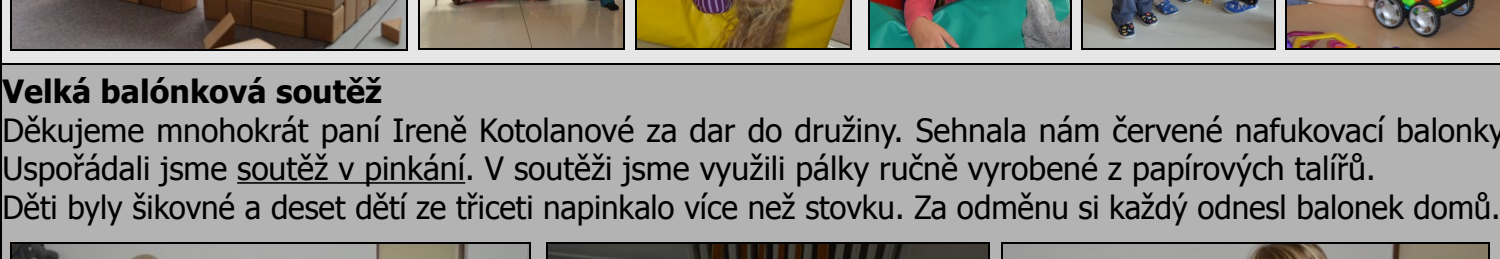 Velká balónková soutěž
Děkujeme mnohokrát paní Ireně Kotolanové za dar do družiny. Sehnala nám červené nafukovací balonky
Uspořádali jsme soutěž v pinkání. V soutěži jsme využili pálky ručně vyrobené z papírových talířů.
Děti byly šikovné a deset dětí ze třiceti napinkalo více než stovku. Za odměnu si každý odnesl balonek domů.